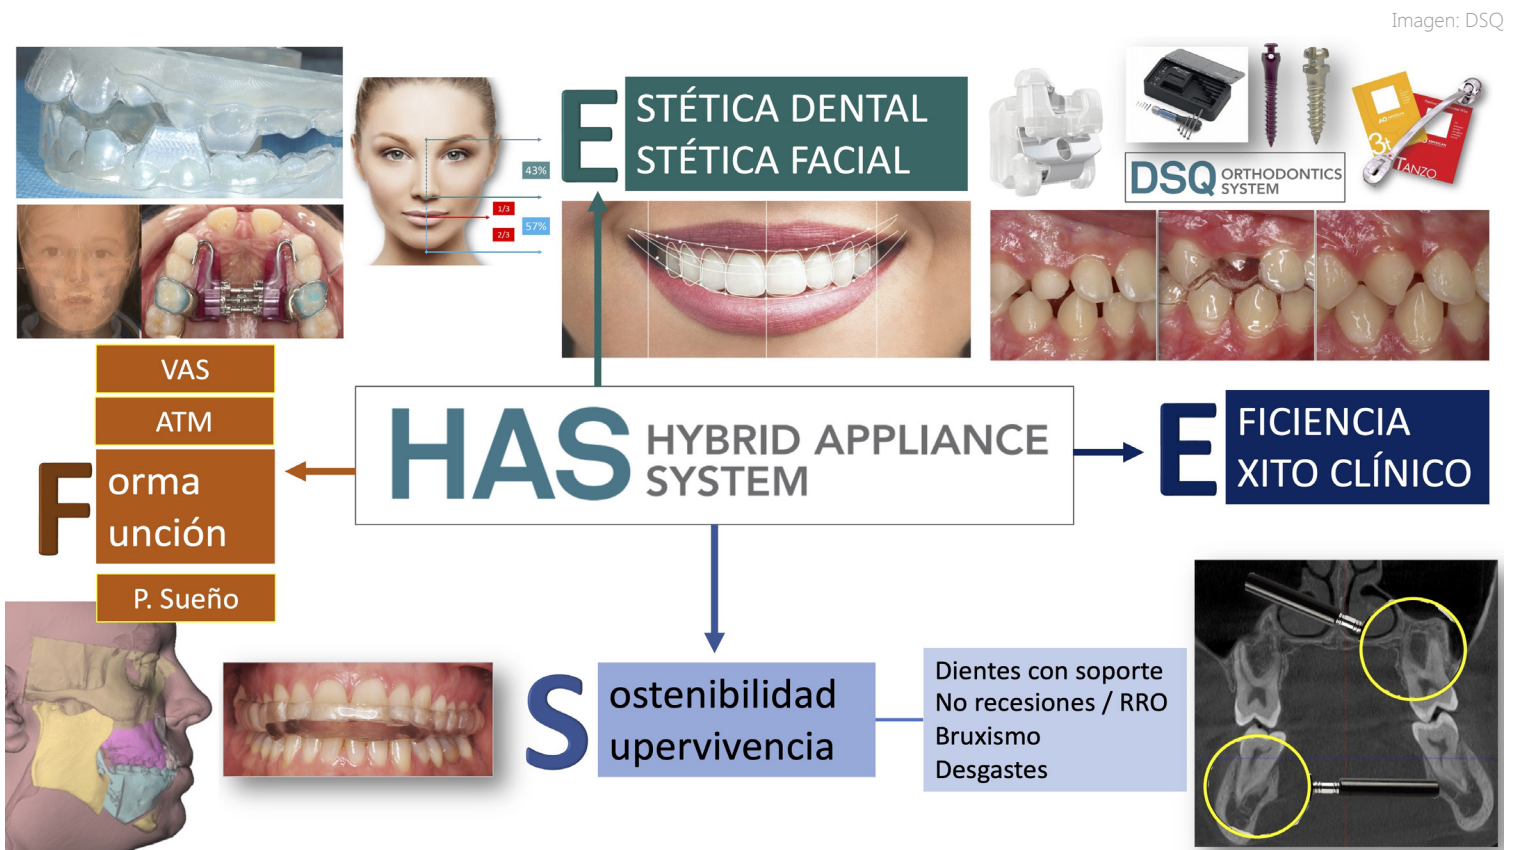 Imagen: DSQ
E
STÉTICA DENTAL
STÉTICA FACIAL
43%
1/3
2/3
57%
DSQ ORTHODONTICS
SYSTEM
TANZO
VAS
ATM
F
orma
unción
P. Sueño
HAS HYBRID APPLIANCE
SYSTEM
E
FICIENCIA
XITO CLÍNICO
S
ostenibilidad
upervivencia
Dientes con soporte
No recesiones / RRO
Bruxismo
Desgastes